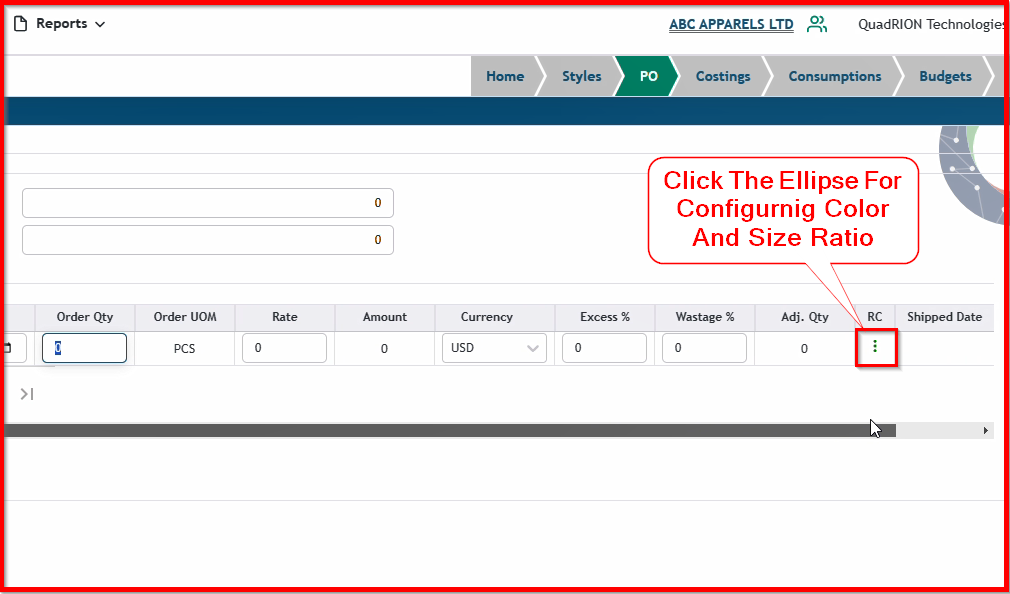 Reports
ABC APPARELS LTD
QuadRION Technologies
Home Styles PO Costings Consumptions Budgets
Click The Ellipse For
Configurnig Color
And Size Ratio
0
0
Order Qty Order UOM Rate Amount Currency Excess % Wastage % Adj. Qty RC Shipped Date
0 PCS 0 0 USD 0 0 0